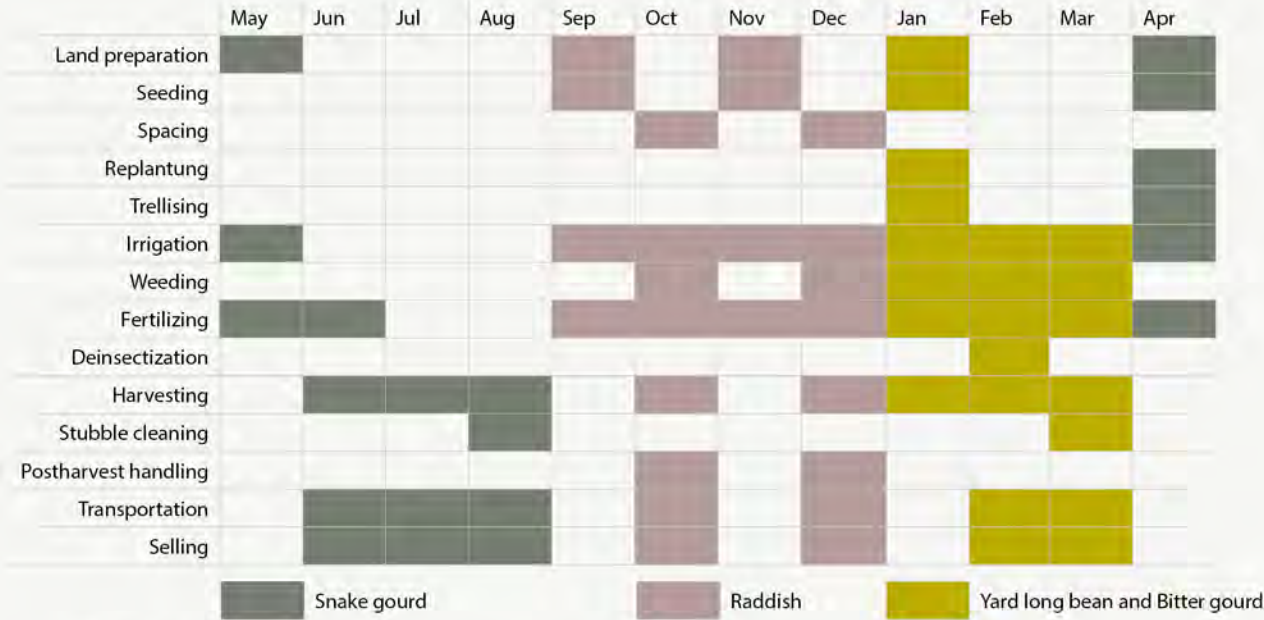 May Jun Jul Aug Sep Oct Nov Dec Jan Feb Mar Apr
Land preparation
Seeding
Spacing
Replantung
Trellising
Irrigation
Weeding
Fertilizing
Deinsectization
Harvesting
Stubble cleaning
Postharvest handling
Transportation
Selling
Snake gourd Raddish Yard long bean and Bitter gourd